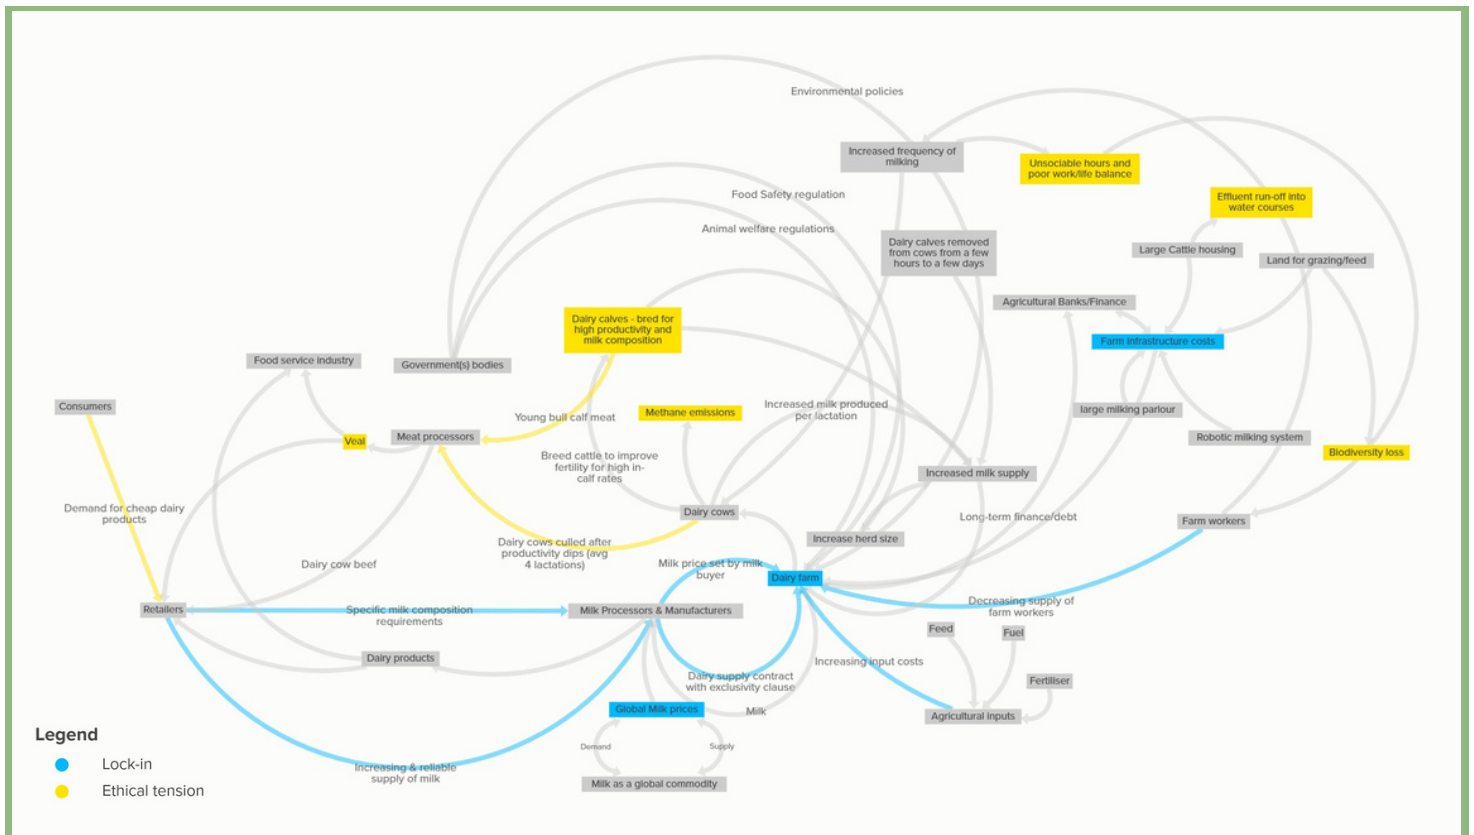 Environmental policies
Increased frequency of
milking
Unsociable hours and
poor work/life balance
Food Safety regulation
Effluent run-off into
water courses
Animal welfare regulations
Dairy calves removed
from cows from a few
hours to a few days
Large Cattle housing
Land for grazing/feed
Agricultural Banks/Finance
Dairy calves - bred for
high productivity and
milk composition
Farm infrastructure costs
Food service industry
Government(s) bodies
Consumers
Young bull calf meat
Methane emissions
Increased milk produced
per lactation
large milking parlour
Veal
Meat processors
Robotic milking system
Biodiversity loss
Breed cattle to improve
fertility for high in-
calf rates
Increased milk supply
Demand for cheap dairy
products
Dairy cows
Long-term finance/debt
Farm workers
Dairy cows culled after
productivity dips (avg
4 lactations)
Increase herd size
Dairy cow beef
Milk price set by milk
buyer
Dairy farm
Retailers
Specific milk composition
requirements
Milk Processors & Manufacturers
Decreasing supply of
farm workers
Feed
Fuel
Dairy products
Increasing input costs
Dairy supply contract
with exclusivity clause
Fertiliser
Global Milk prices
Milk
Agricultural inputs
Legend
Lock-in
Ethical tension
Demand
Supply
Increasing & reliable
supply of milk
Milk as a global commodity